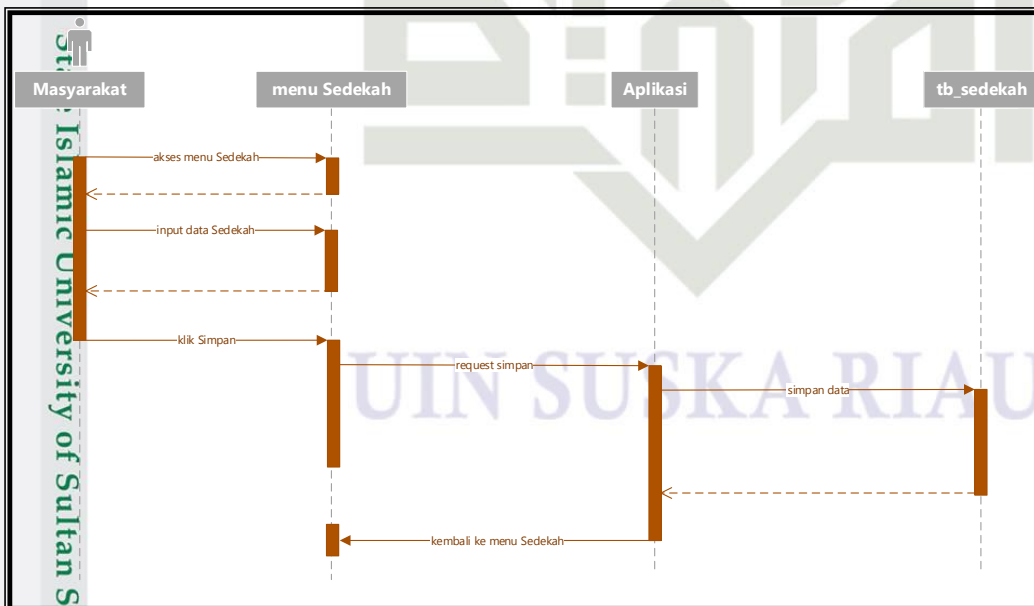 Masyarakat
menu Sedekah
Aplikasi
tb_sedekah
akses menu Sedekah
input data Sedekah
klik Simpan
request simpan
simpan data
kembali ke menu Sedekah
UIN SUSKA RIAU
Islamic University of Sultan